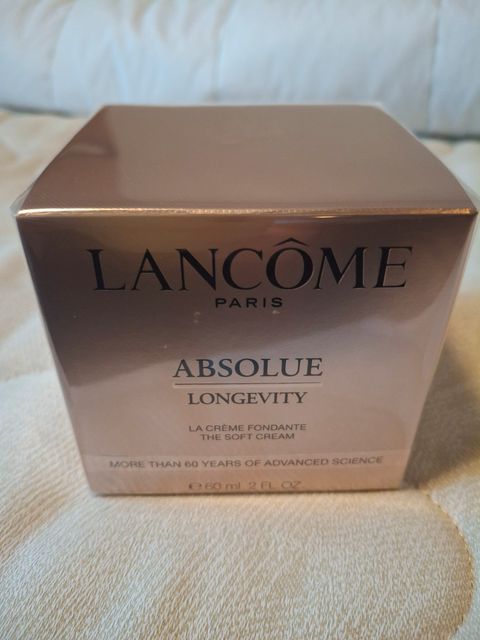 LANCÔME
PARIS
ABSOLUE
LONGEVITY
LA CRÈME FONDANTE
THE SOFT CREAM
MORE THAN 60 YEARS OF ADVANCED SCIENCE
℮ 60 ml 2 FL OZ